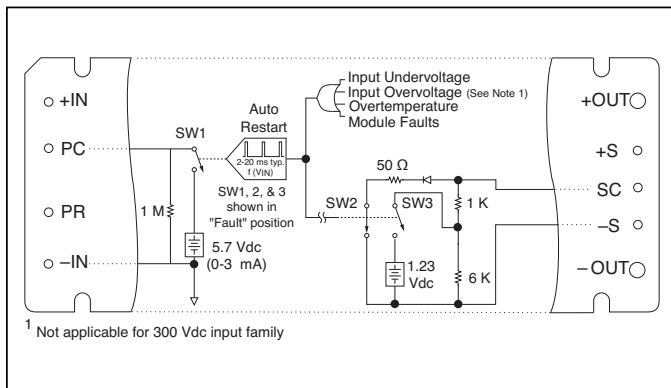 +IN
PC
PR
−IN
SW1
1 M
5.7 Vdc
(0-3 mA)
Auto
Restart
2-20 ms typ.
f (VIN)
SW1, 2, & 3
shown in
"Fault" position
Input Undervoltage
Input Overvoltage (See Note 1)
Overtemperature
Module Faults
50 Ω
SW2
SW3
1 K
1.23
Vdc
6 K
+OUT
+S
SC
−S
−OUT
1 Not applicable for 300 Vdc input family